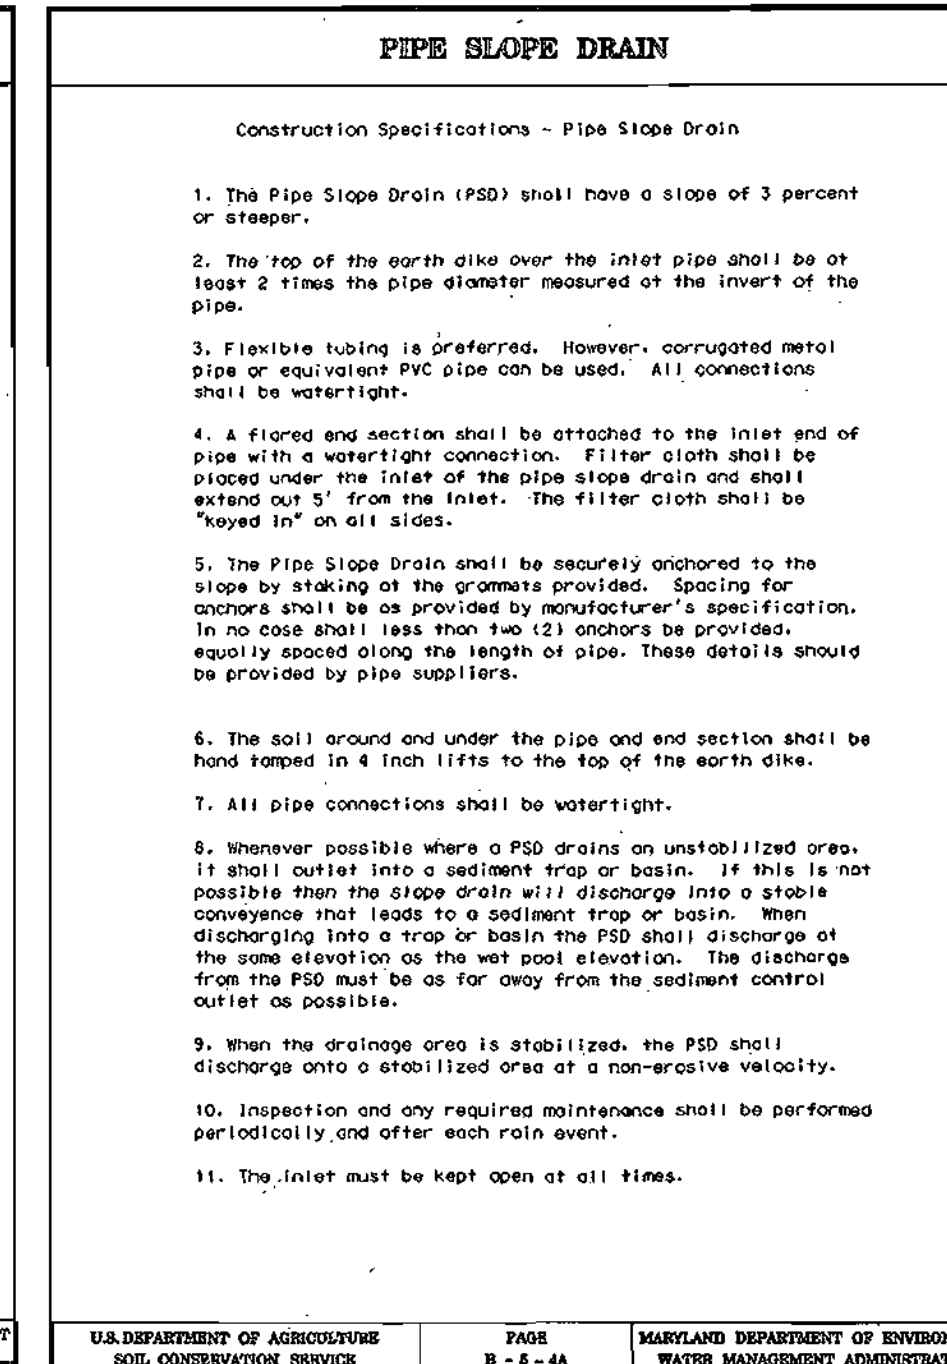 PIPE SLOPE DRAIN
Construction Specifications - Pipe Slope Drain
1. The Pipe Slope Drain (PSD) shall have a slope of 3 percent
or steeper.
2. The top of the earth dike over the inlet pipe shall be at
least 2 times the pipe diameter measured at the invert of the
pipe.
3. Flexible tubing is preferred. However, corrugated metal
pipe or equivalent PVC pipe can be used. All connections
shall be watertight.
4. A flared end section shall be attached to the inlet end of
pipe with a watertight connection. Filter cloth shall be
placed under the inlet of the pipe slope drain and shall
extend out 5' from the inlet. The filter cloth shall be
"keyed in" on all sides.
5. The Pipe Slope Drain shall be securely anchored to the
slope by staking at the grommets provided. Spacing for
anchors shall be as provided by manufacturer's specification.
In no case shall less than two (2) anchors be provided,
equally spaced along the length of pipe. These details should
be provided by pipe suppliers.
6. The soil around and under the pipe and end section shall be
hand tamped in 4 inch lifts to the top of the earth dike.
7. All pipe connections shall be watertight.
8. Whenever possible where a PSD drains an unstabilized area,
it shall outlet into a sediment trap or basin. If this is not
possible then the slope drain will discharge into a stable
conveyence that leads to a sediment trap or basin. When
discharging into a trap or basin the PSD shall discharge at
the same elevation as the wet pool elevation. The discharge
from the PSD must be as far away from the sediment control
outlet as possible.
9. When the drainage area is stabilized, the PSD shall
discharge onto a stabilized area at a non-erosive velocity.
10. Inspection and any required maintenance shall be performed
periodically and after each rain event.
11. The inlet must be kept open at all times.
T
U.S. DEPARTMENT OF AGRICULTURE
SOIL CONSERVATION SERVICE
PAGE
B - 5 - 4A
MARYLAND DEPARTMENT OF ENVIRON
WATER MANAGEMENT ADMINISTRAT